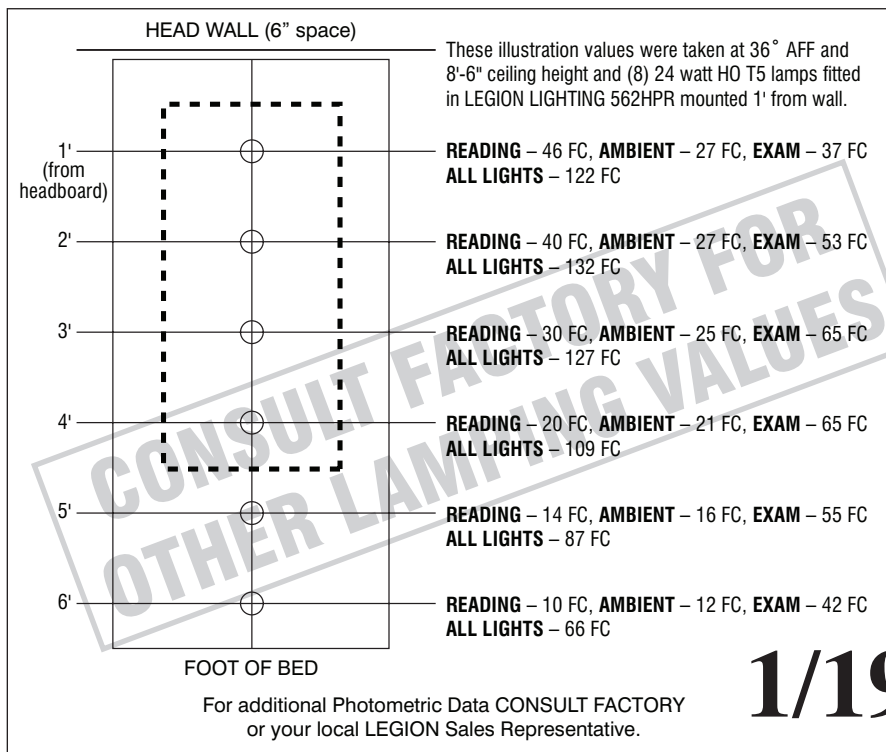 HEAD WALL (6” space)
These illustration values were taken at 36˚ AFF and
8'-6" ceiling height and (8) 24 watt HO T5 lamps fitted
in LEGION LIGHTING 562HPR mounted 1' from wall.
1'
(from
headboard)
READING – 46 FC, AMBIENT – 27 FC, EXAM – 37 FC
ALL LIGHTS – 122 FC
2'
READING – 40 FC, AMBIENT – 27 FC, EXAM – 53 FC
ALL LIGHTS – 132 FC
3'
READING – 30 FC, AMBIENT – 25 FC, EXAM – 65 FC
ALL LIGHTS – 127 FC
4'
READING – 20 FC, AMBIENT – 21 FC, EXAM – 65 FC
ALL LIGHTS – 109 FC
5'
READING – 14 FC, AMBIENT – 16 FC, EXAM – 55 FC
ALL LIGHTS – 87 FC
6'
READING – 10 FC, AMBIENT – 12 FC, EXAM – 42 FC
ALL LIGHTS – 66 FC
CONSULT FACTORY FOR
OTHER LAMPING VALUES
FOOT OF BED
For additional Photometric Data CONSULT FACTORY
or your local LEGION Sales Representative.
1/19